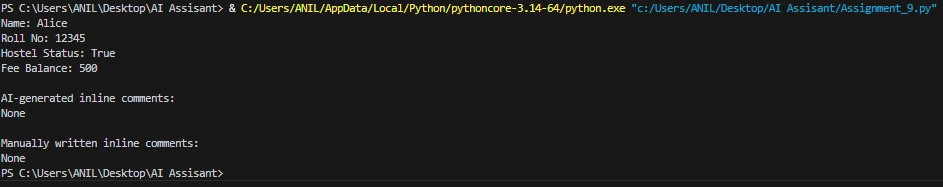 PS C:\Users\ANIL\Desktop\AI Assisant> & C:/Users/ANIL/AppData/Local/Python/pythoncore-3.14-64/python.exe "c:/Users/ANIL/Desktop/AI Assisant/Assignment_9.py"
Name: Alice
Roll No: 12345
Hostel Status: True
Fee Balance: 500
AI-generated inline comments:
None
Manually written inline comments:
None
PS C:\Users\ANIL\Desktop\AI Assisant>